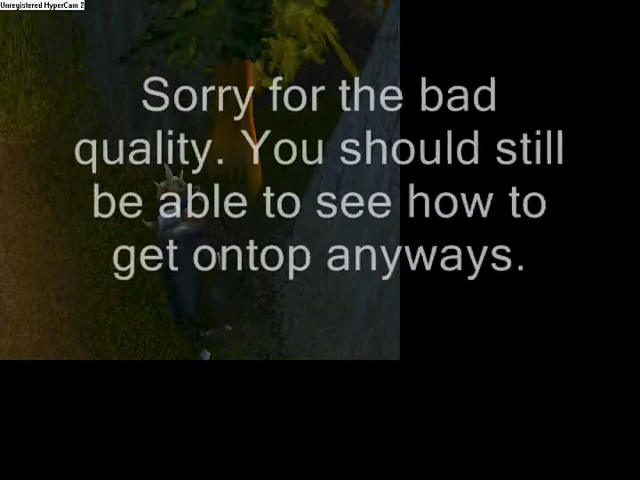 Unregistered HyperCam 2
Sorry for the bad
quality. You should still
be able to see how to
get ontop anyways.